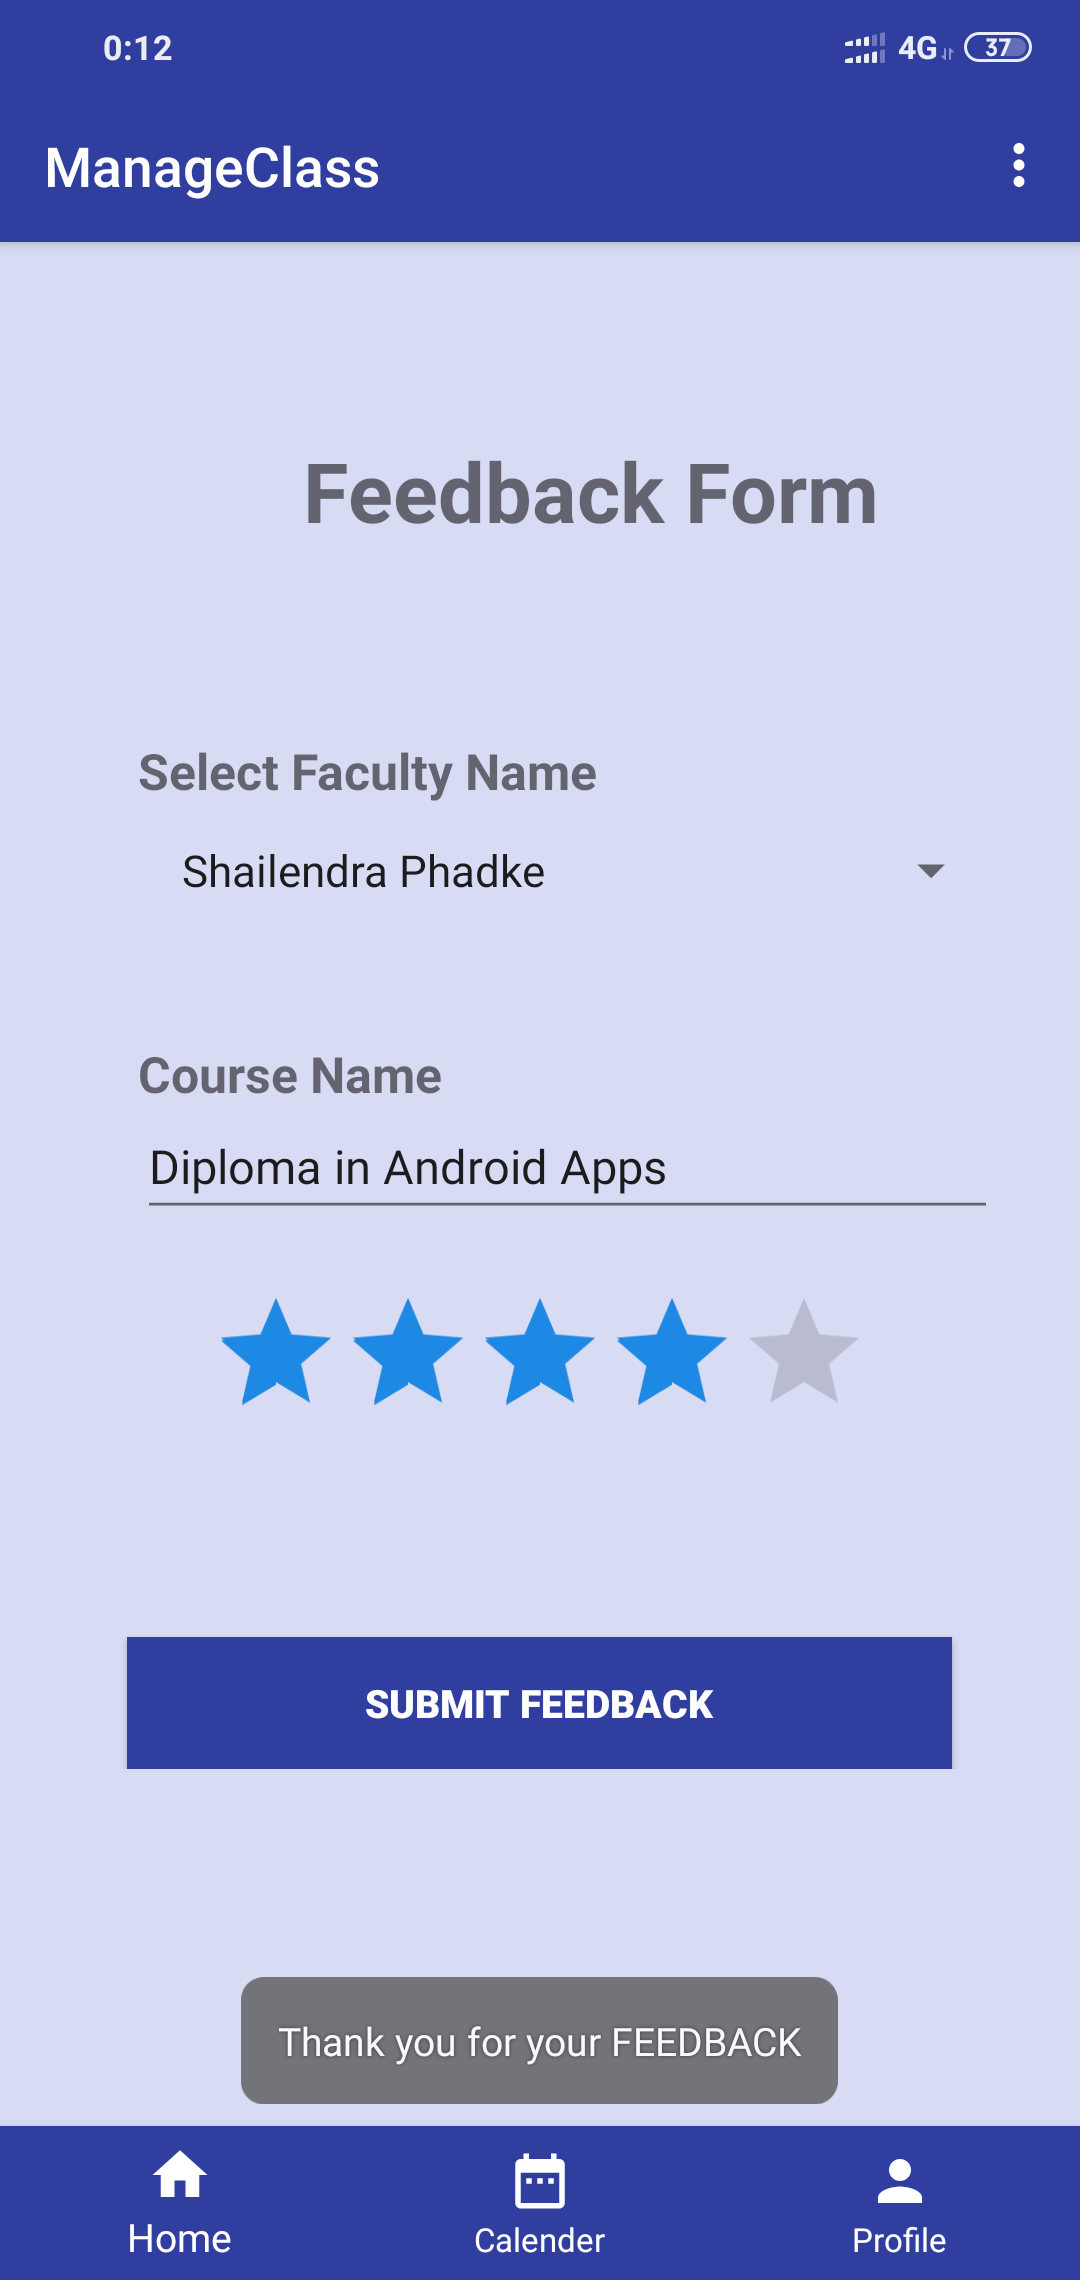 0:12
4G 37
ManageClass
Feedback Form
Select Faculty Name
Shailendra Phadke
Course Name
Diploma in Android Apps
SUBMIT FEEDBACK
Thank you for your FEEDBACK
Home Calender Profile